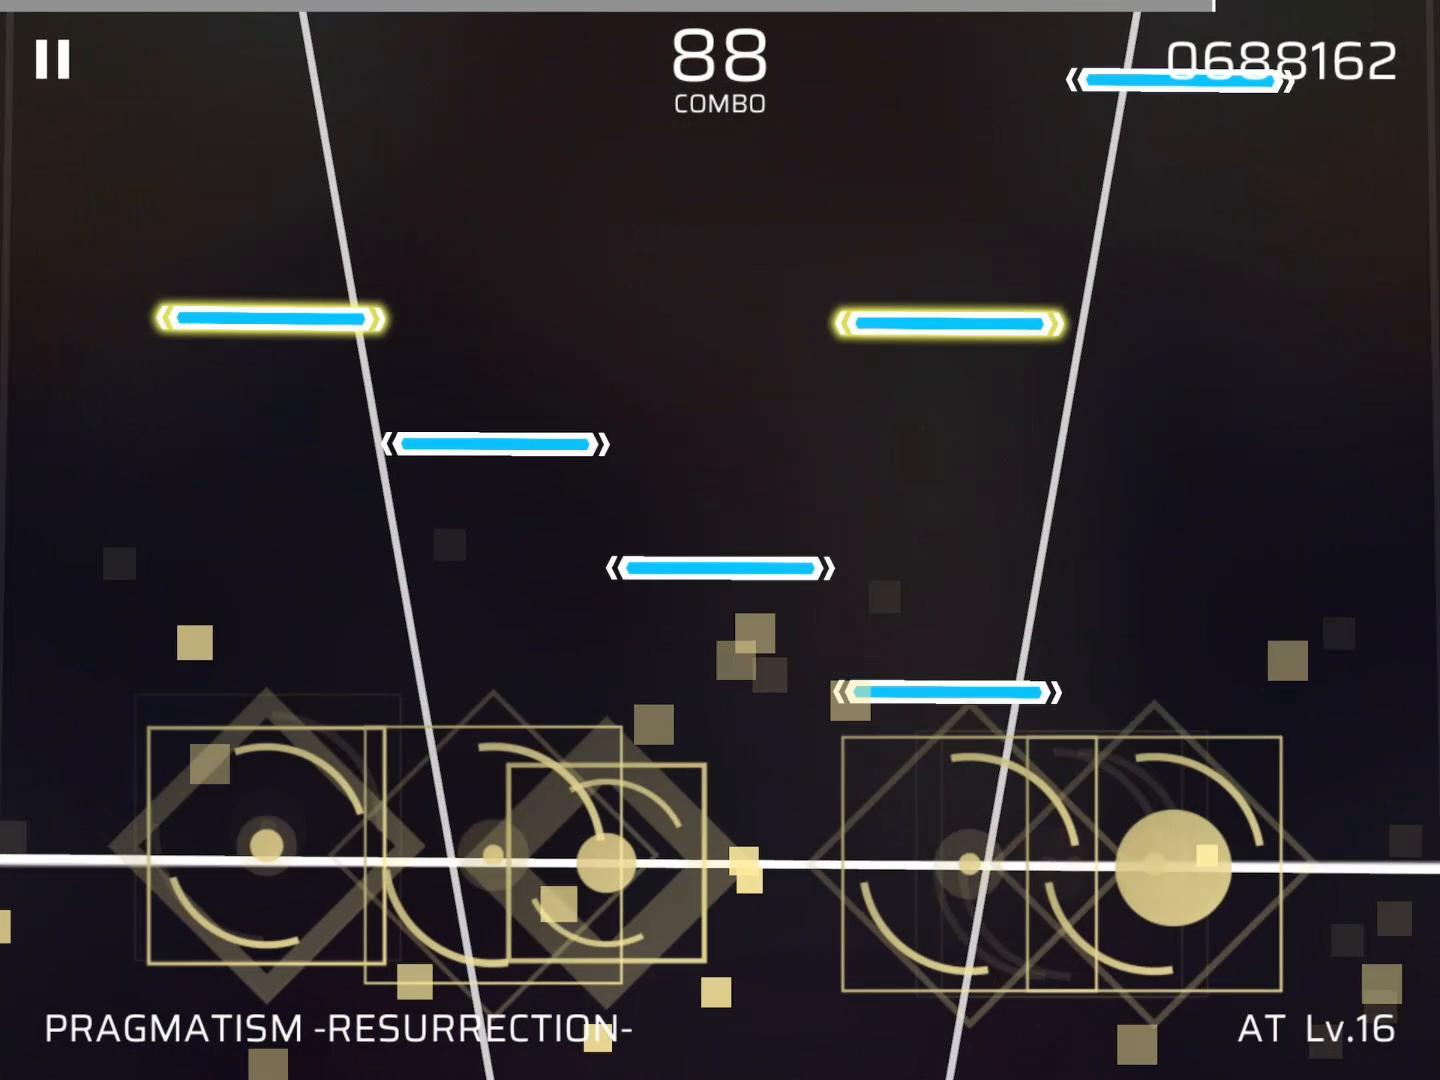 88
COMBO
0688162
PRAGMATISM -RESURRECTION-
AT Lv.16